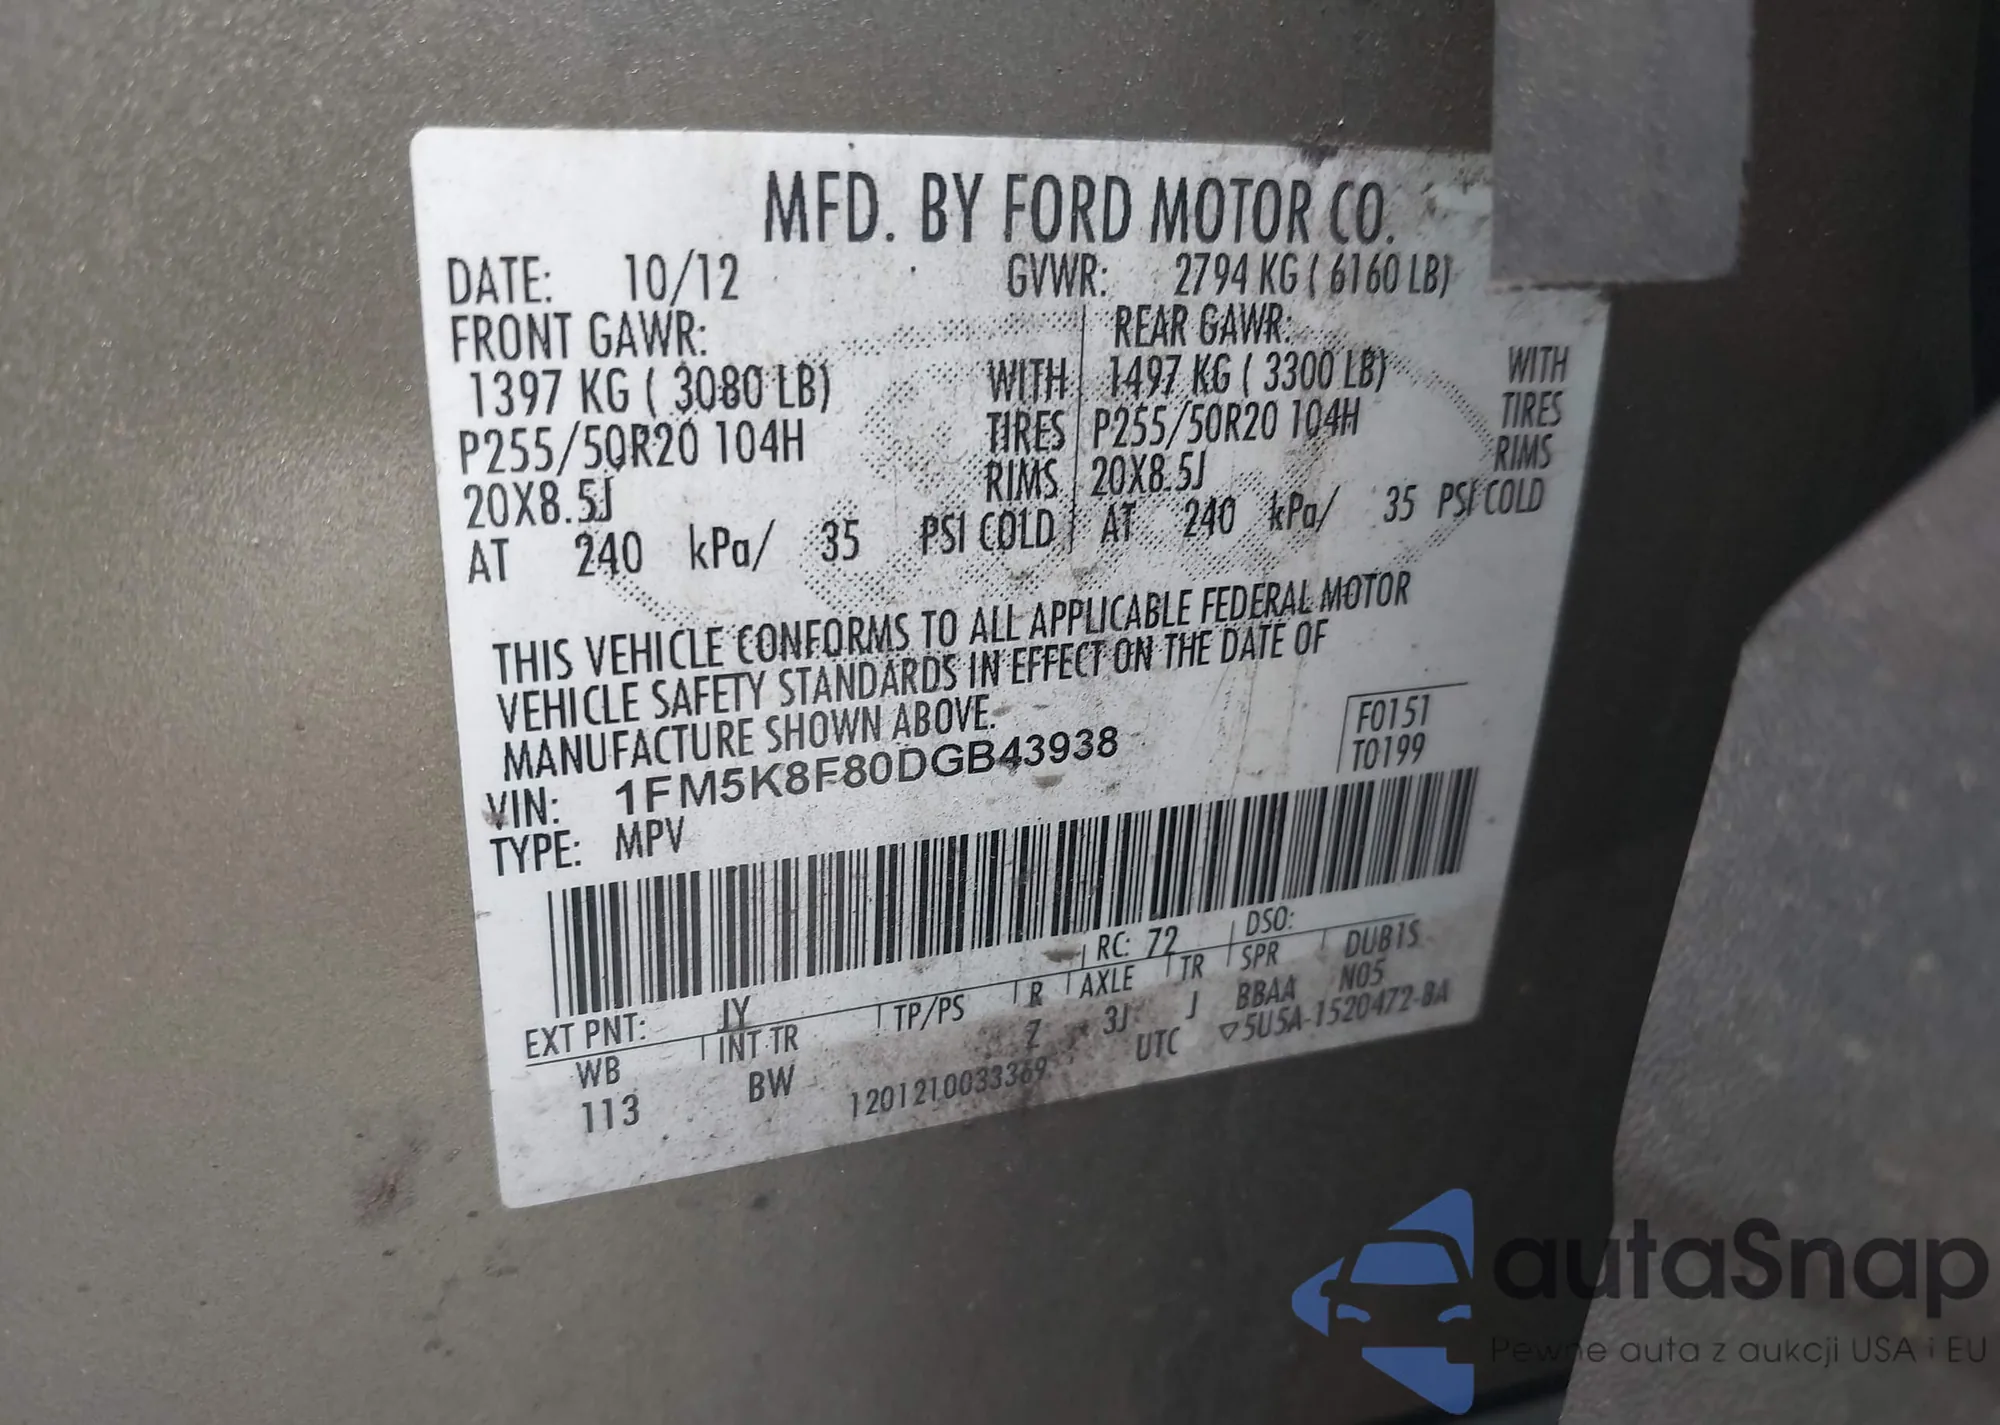 MFD. BY FORD MOTOR CO.
DATE: 10/12 GVWR: 2794 KG ( 6160 LB)
FRONT GAWR: REAR GAWR:
1397 KG ( 3080 LB) WITH 1497 KG ( 3300 LB) WITH
P255/50R20 104H TIRES P255/50R20 104H TIRES
20X8.5J RIMS 20X8.5J RIMS
AT 240 kPa/ 35 PSI COLD AT 240 kPa/ 35 PSI COLD
THIS VEHICLE CONFORMS TO ALL APPLICABLE FEDERAL MOTOR
VEHICLE SAFETY STANDARDS IN EFFECT ON THE DATE OF
MANUFACTURE SHOWN ABOVE.
F0151
T0199
VIN: 1FM5K8F80DGB43938
TYPE: MPV
EXT PNT: JY RC: 72 DSO:
WB INT TR TP/PS R AXLE TR SPR DUB1S
113 BW Z 3J J BBAA N05
1201210033369 UTC ▽5U5A-1520472-BA
autaSnap
Pewne auta z aukcji USA i EU